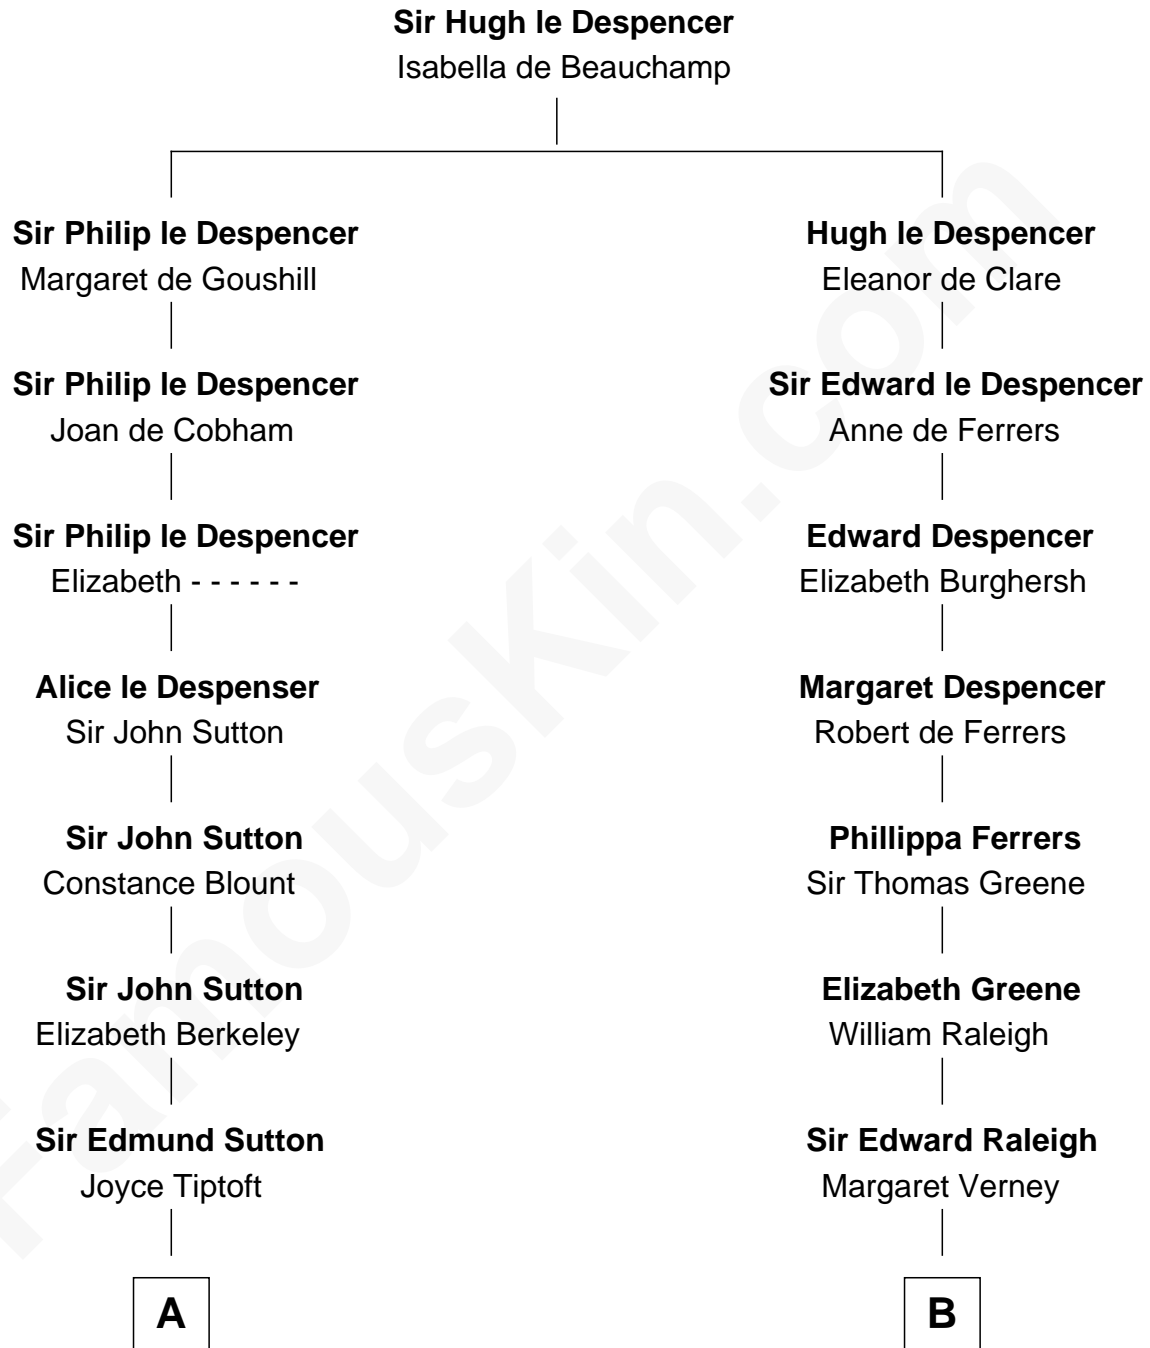 Sir Hugh le Despencer
Isabella de Beauchamp
Sir Philip le Despencer
Margaret de Goushill
Hugh le Despencer
Eleanor de Clare
Sir Philip le Despencer
Joan de Cobham
Sir Edward le Despencer
Anne de Ferrers
Sir Philip le Despencer
Elizabeth - - - - - -
Edward Despencer
Elizabeth Burghersh
Alice le Despenser
Sir John Sutton
Margaret Despencer
Robert de Ferrers
Sir John Sutton
Constance Blount
Phillippa Ferrers
Sir Thomas Greene
Sir John Sutton
Elizabeth Berkeley
Elizabeth Greene
William Raleigh
Sir Edmund Sutton
Joyce Tiptoft
Sir Edward Raleigh
Margaret Verney
A
B
FamousKin.com